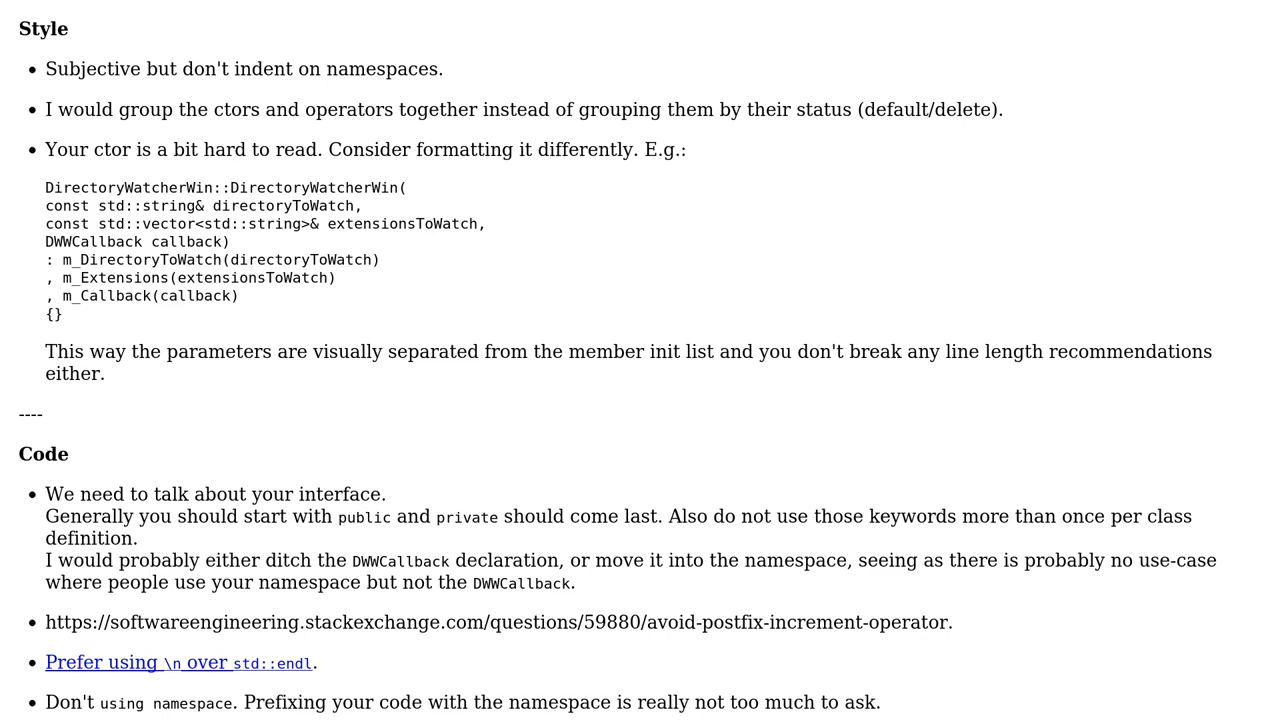 Style
Subjective but don't indent on namespaces.
I would group the ctors and operators together instead of grouping them by their status (default/delete).
Your ctor is a bit hard to read. Consider formatting it differently. E.g.:
DirectoryWatcherWin::DirectoryWatcherWin(
const std::string& directoryToWatch,
const std::vector<std::string>& extensionsToWatch,
DWWCallback callback)
: m_DirectoryToWatch(directoryToWatch)
, m_Extensions(extensionsToWatch)
, m_Callback(callback)
{}
This way the parameters are visually separated from the member init list and you don't break any line length recommendations
either.
----
Code
We need to talk about your interface.
Generally you should start with public and private should come last. Also do not use those keywords more than once per class
definition.
I would probably either ditch the DWWCallback declaration, or move it into the namespace, seeing as there is probably no use-case
where people use your namespace but not the DWWCallback.
https://softwareengineering.stackexchange.com/questions/59880/avoid-postfix-increment-operator.
Prefer using \n over std::endl.
Don't using namespace. Prefixing your code with the namespace is really not too much to ask.